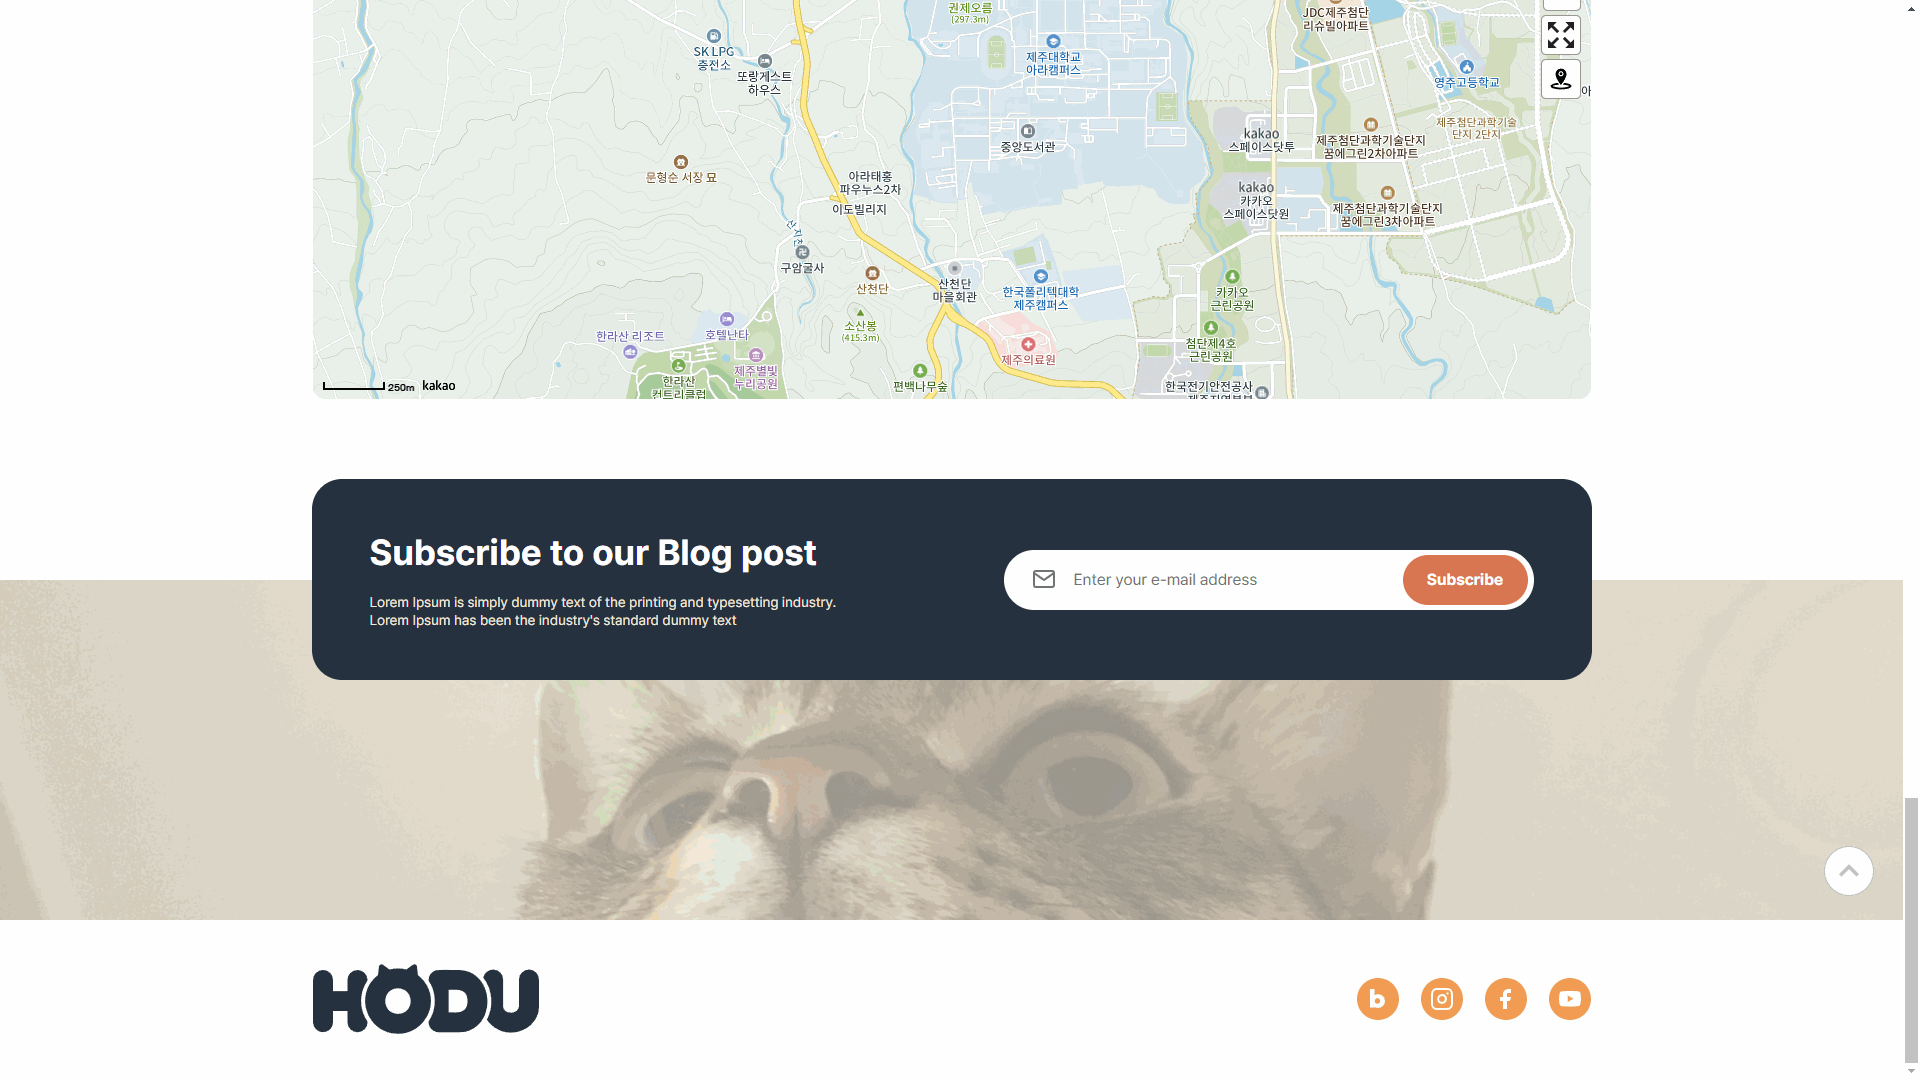 권제오름
(297.3m)
JDC제주첨단
리슈빌아파트
SK LPG
충전소
제주대학교
아라캠퍼스
또랑게스트
하우스
영주고등학교
아
제주첨단과학기술
단지 2단지
kakao
스페이스닷투
제주첨단과학기술단지
꿈에그린2차아파트
중앙도서관
문형순 서장 묘
아라태홍
파우누스2차
이도빌리지
kakao
카카오
스페이스닷원
제주첨단과학기술단지
꿈에그린3차아파트
산지천
구암굴사
산천단
산천단
마을회관
한국폴리텍대학
제주캠퍼스
카카오
근린공원
한라산 리조트
호텔난타
소산봉
(415.3m)
첨단제4호
근린공원
제주의료원
제주별빛
누리공원
한라산
컨트리클럽
편백나무숲
한국전기안전공사
제주지역본부
250m kakao
Subscribe to our Blog post
Lorem Ipsum is simply dummy text of the printing and typesetting industry.
Lorem Ipsum has been the industry's standard dummy text
Enter your e-mail address
Subscribe
HODU